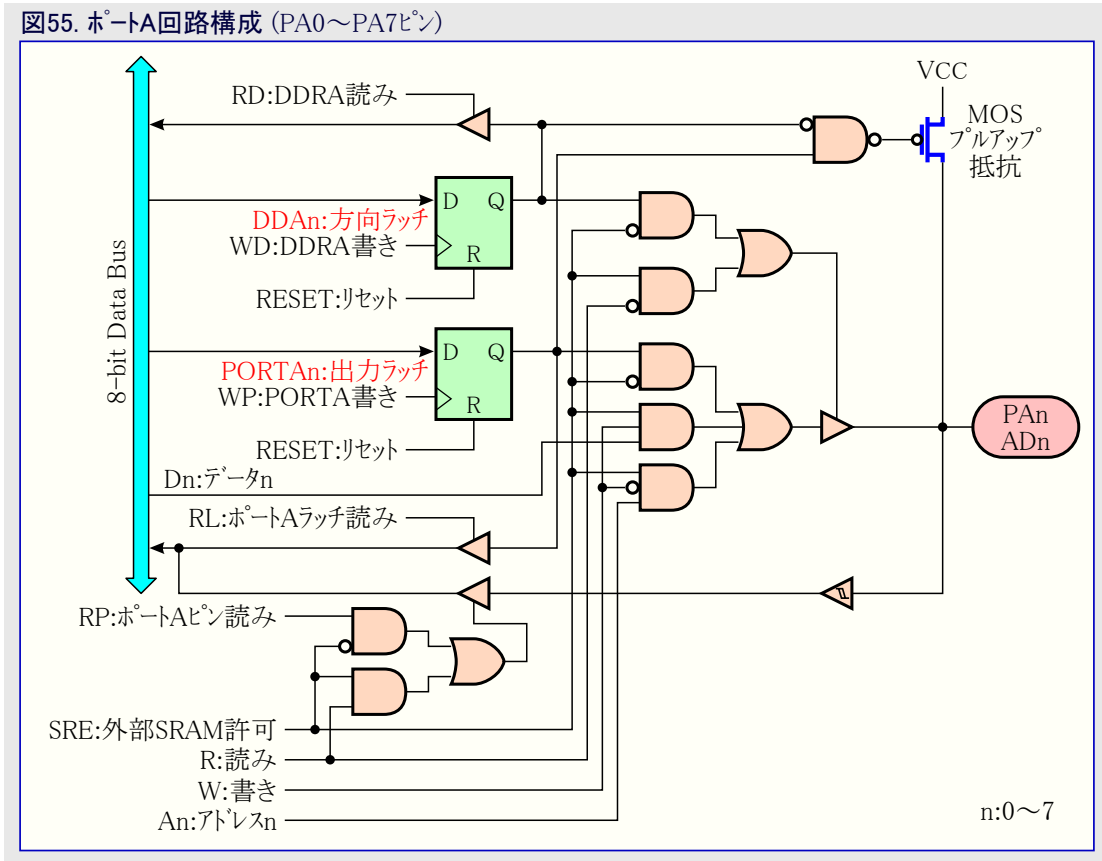 図55. ポートA回路構成 (PA0～PA7ピン)
VCC
MOS
プルアップ
抵抗
RD:DDRA読み
8-bit Data Bus
D Q
DDAn:方向ラッチ
WD:DDRA書き
R
RESET:リセット
D Q
PORTAn:出力ラッチ
WP:PORTA書き
R
RESET:リセット
PAn
ADn
Dn:データn
RL:ポートAラッチ読み
RP:ポートAピン読み
SRE:外部SRAM許可
R:読み
W:書き
An:アドレスn
n:0～7